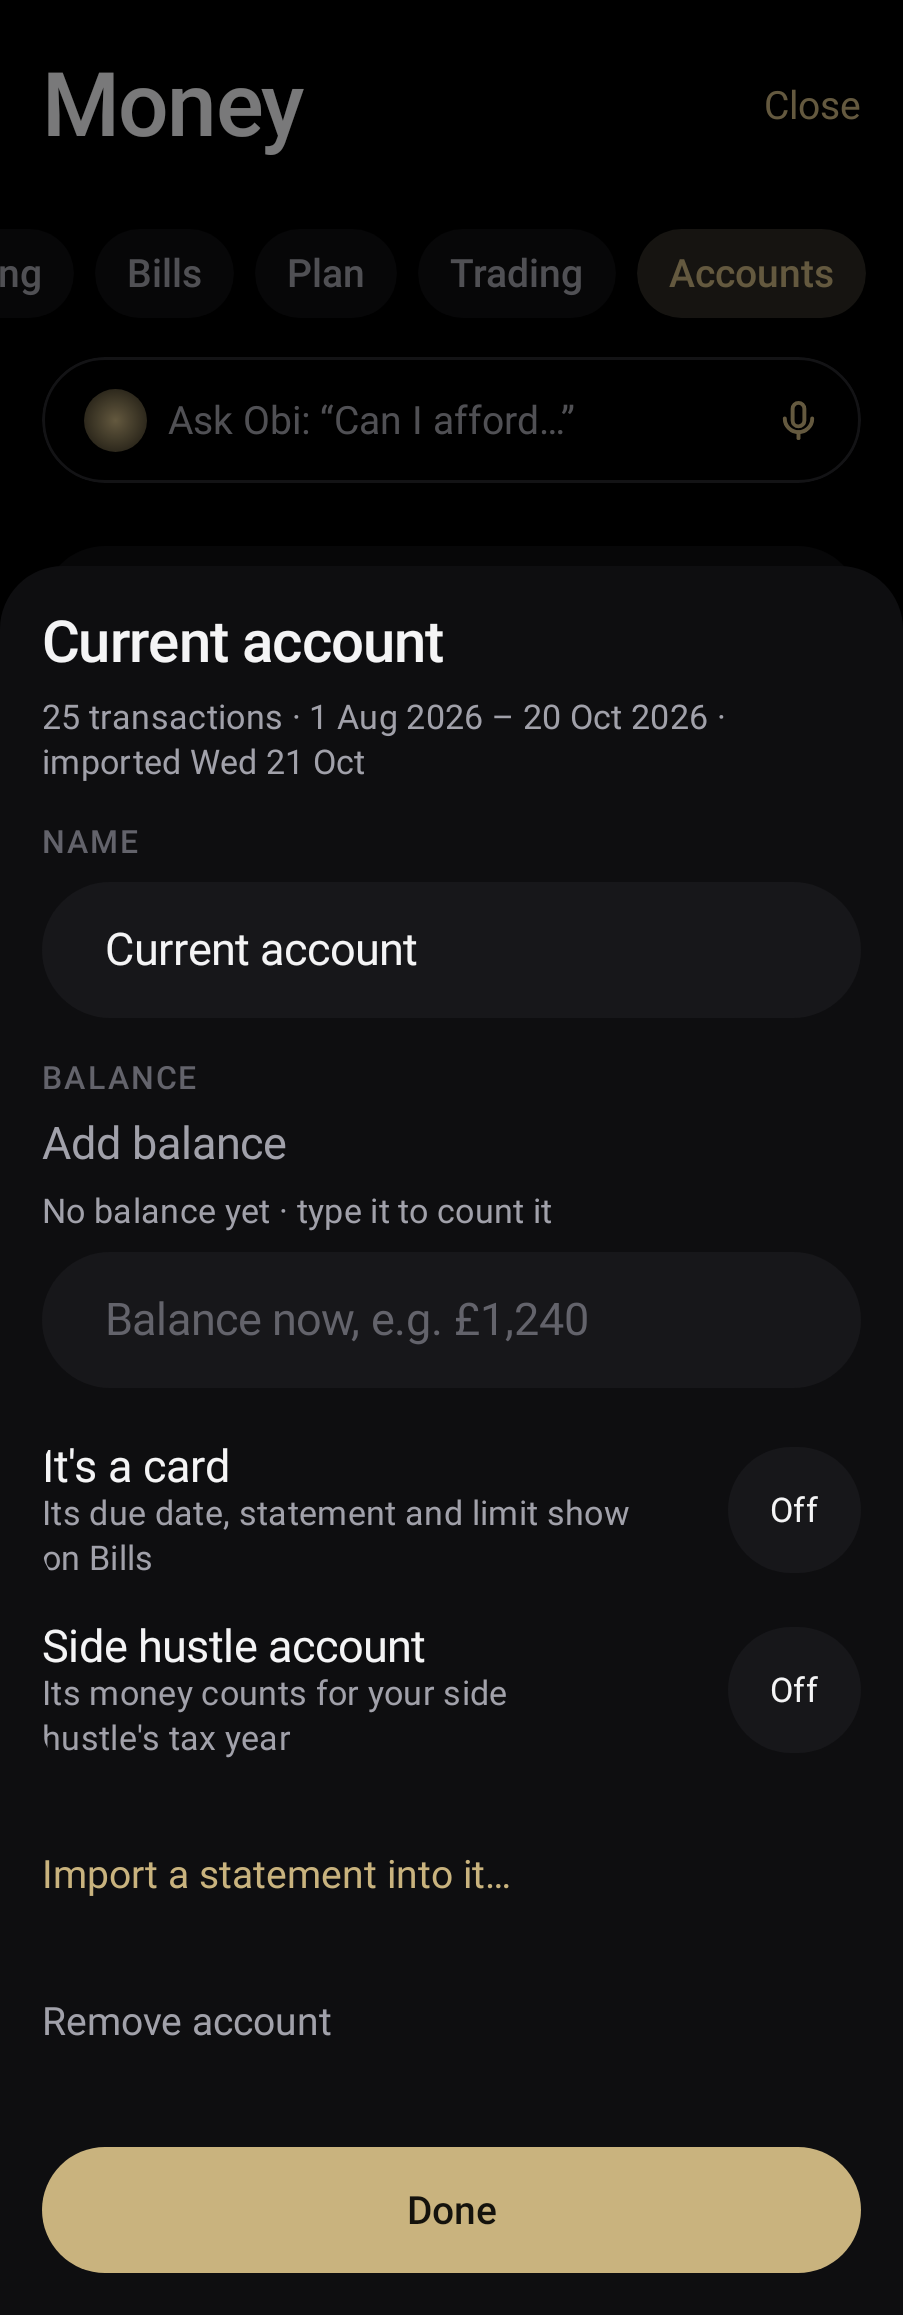 Money
Close
ng
Bills
Plan
Trading
Accounts
Ask Obi: “Can I afford…”
Current account
25 transactions · 1 Aug 2026 – 20 Oct 2026 ·
imported Wed 21 Oct
NAME
Current account
BALANCE
Add balance
No balance yet · type it to count it
Balance now, e.g. £1,240
It's a card
Its due date, statement and limit show
on Bills
Off
Side hustle account
Its money counts for your side
hustle's tax year
Off
Import a statement into it…
Remove account
Done